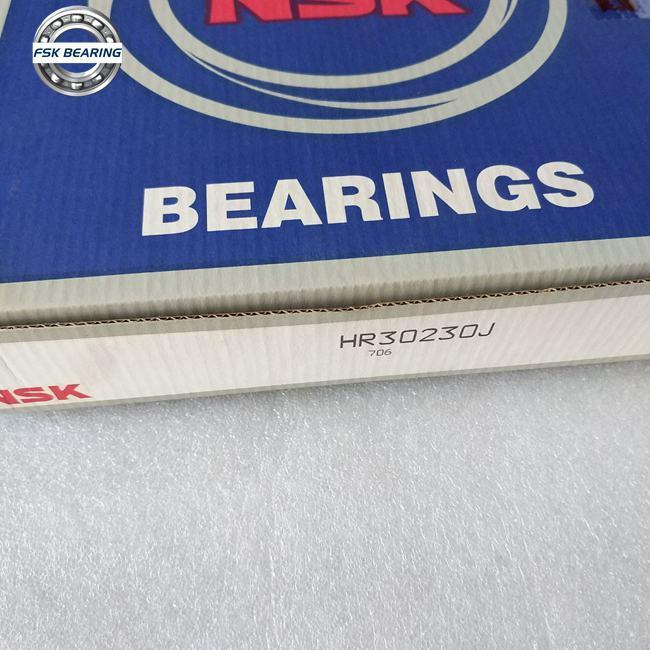 NSK
FSK BEARING
BEARINGS
HR30230J
706
NSK